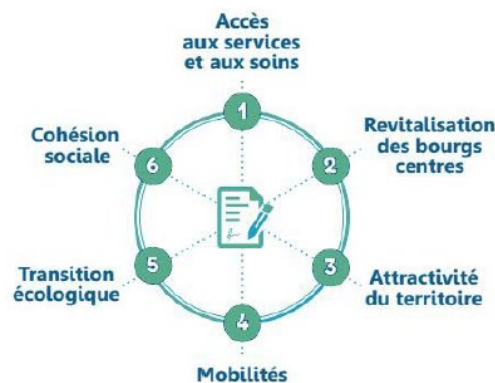 Accès
aux services
et aux soins
1
Revitalisation
des bourgs
centres
2
Attractivité
du territoire
3
Mobilités
4
Transition
écologique
5
Cohésion
sociale
6